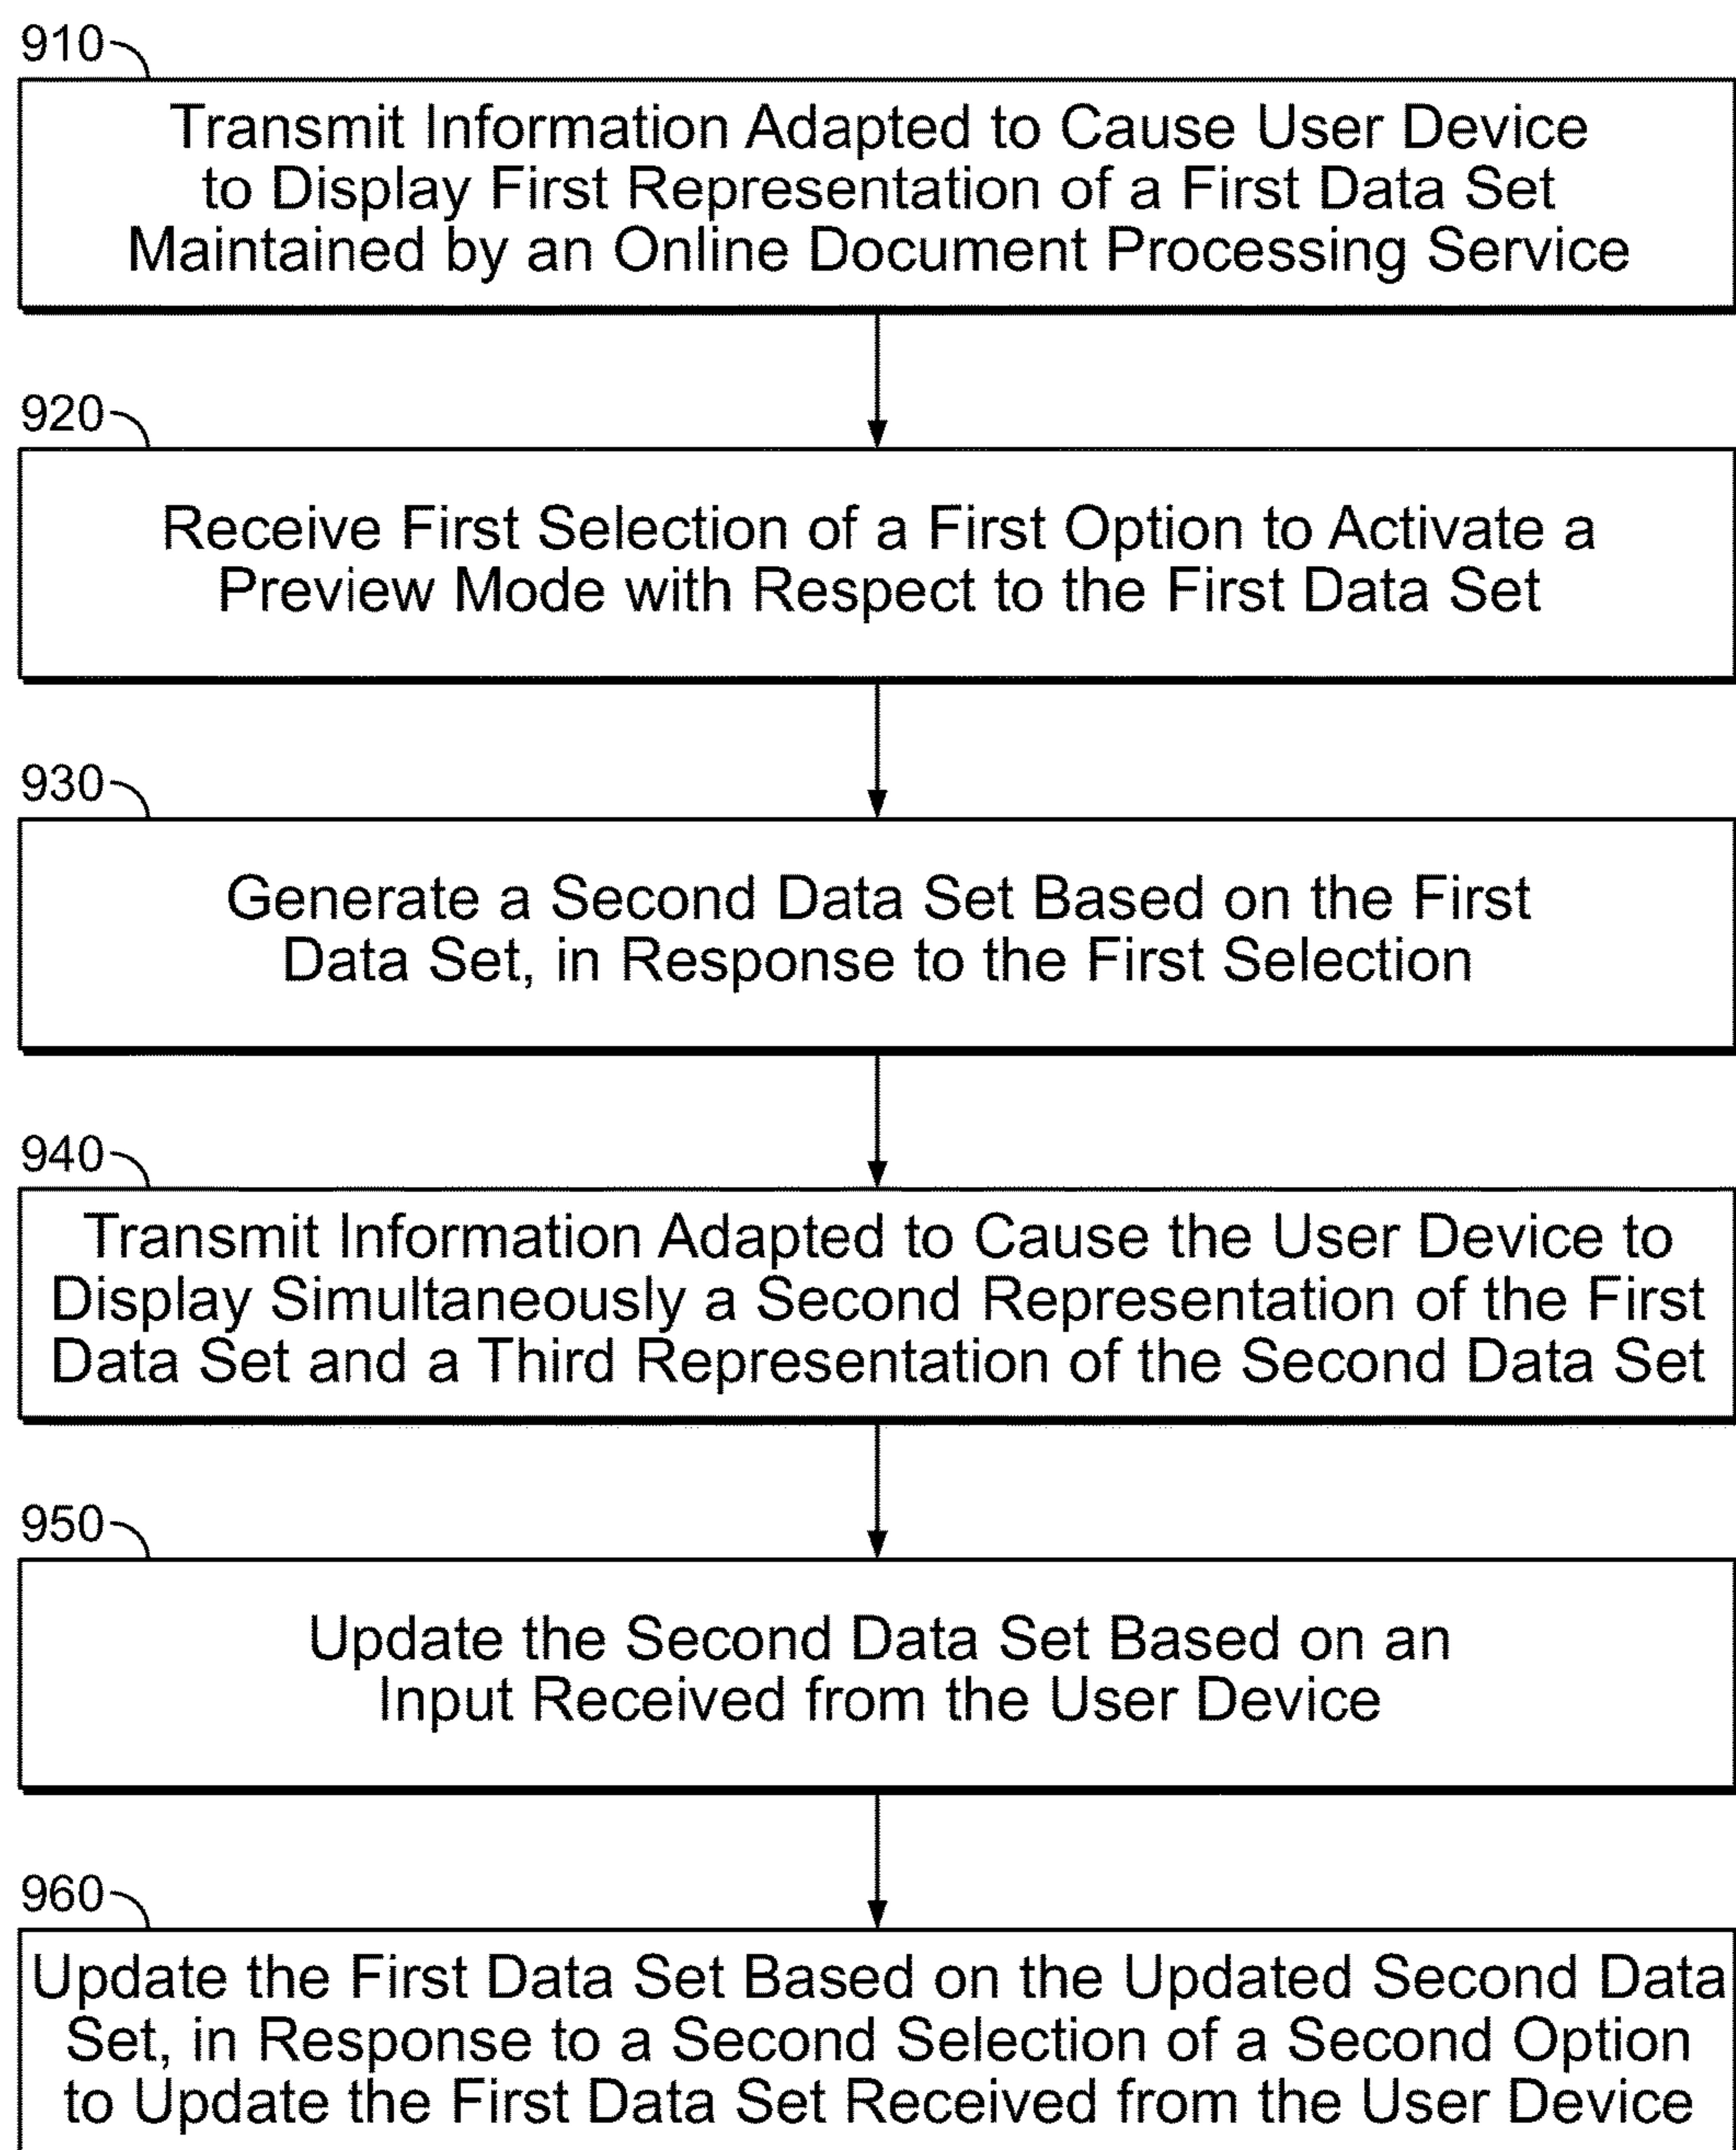 910
Transmit Information Adapted to Cause User Device
to Display First Representation of a First Data Set
Maintained by an Online Document Processing Service
920
Receive First Selection of a First Option to Activate a
Preview Mode with Respect to the First Data Set
930
Generate a Second Data Set Based on the First
Data Set, in Response to the First Selection
940
Transmit Information Adapted to Cause the User Device to
Display Simultaneously a Second Representation of the First
Data Set and a Third Representation of the Second Data Set
950
Update the Second Data Set Based on an
Input Received from the User Device
960
Update the First Data Set Based on the Updated Second Data
Set, in Response to a Second Selection of a Second Option
to Update the First Data Set Received from the User Device